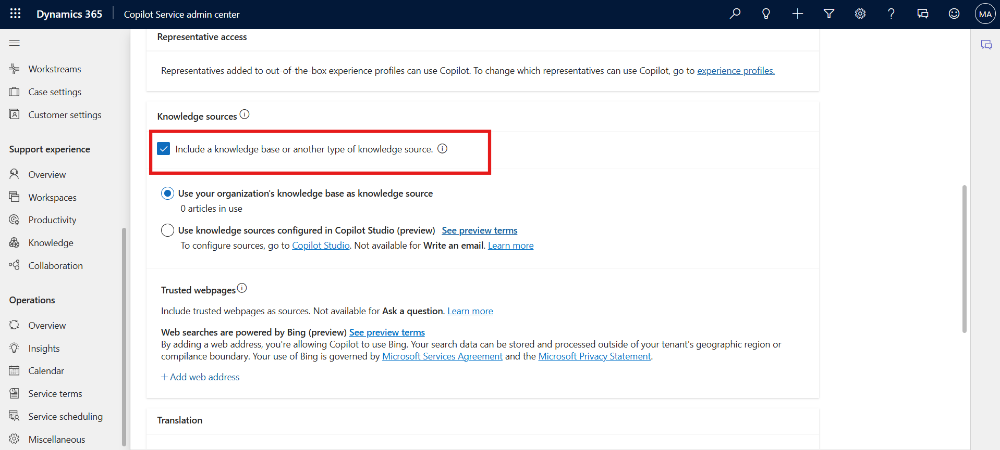 Dynamics 365
Copilot Service admin center
MA
Workstreams
Case settings
Customer settings
Support experience
Overview
Workspaces
Productivity
Knowledge
Collaboration
Operations
Overview
Insights
Calendar
Service terms
Service scheduling
Miscellaneous
Representative access
Representatives added to out-of-the-box experience profiles can use Copilot. To change which representatives can use Copilot, go to experience profiles.
Knowledge sources
Include a knowledge base or another type of knowledge source.
Use your organization's knowledge base as knowledge source
0 articles in use
Use knowledge sources configured in Copilot Studio (preview) See preview terms
To configure sources, go to Copilot Studio. Not available for Write an email. Learn more
Trusted webpages
Include trusted webpages as sources. Not available for Ask a question. Learn more
Web searches are powered by Bing (preview) See preview terms
By adding a web address, you're allowing Copilot to use Bing. Your search data can be stored and processed outside of your tenant's geographic region or
compilance boundary. Your use of Bing is governed by Microsoft Services Agreement and the Microsoft Privacy Statement.
+ Add web address
Translation